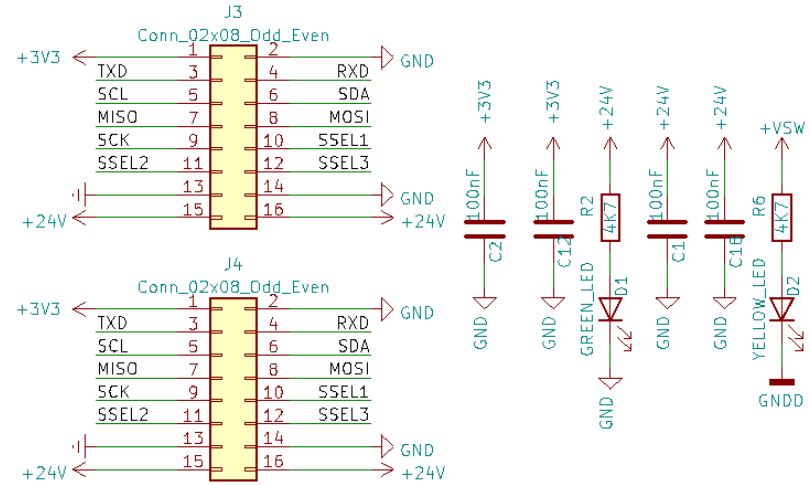 J3
Conn_02x08_Odd_Even
+3V3 1 2 GND
TXD 3 4 RXD
SCL 5 6 SDA
MISO 7 8 MOSI
SCK 9 10 SSEL1
SSEL2 11 12 SSEL3
13 14 GND
+24V 15 16 +24V
J4
Conn_02x08_Odd_Even
+3V3 1 2 GND
TXD 3 4 RXD
SCL 5 6 SDA
MISO 7 8 MOSI
SCK 9 10 SSEL1
SSEL2 11 12 SSEL3
13 14 GND
+24V 15 16 +24V
+3V3
100nF
C2
GND
+3V3
100nF
C12
GND
+24V
R2
4K7
D1
GREEN_LED
GND
+24V
100nF
C1
GND
+24V
100nF
C16
GND
+VSW
R6
4K7
D2
YELLOW_LED
GNDD